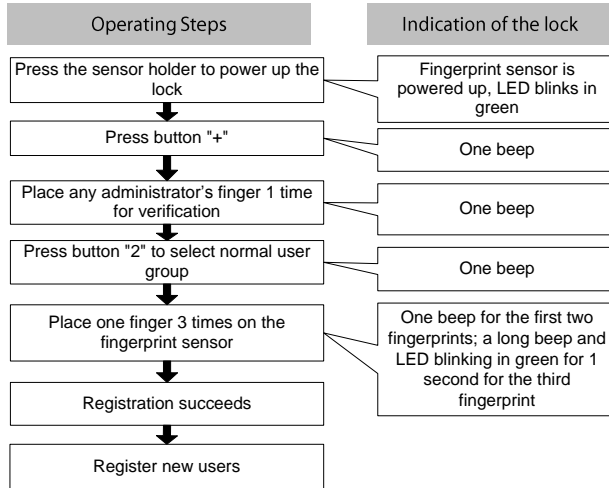 Operating Steps
Indication of the lock
Press the sensor holder to power up the
lock
Fingerprint sensor is
powered up, LED blinks in
green
Press button "+"
One beep
Place any administrator's finger 1 time
for verification
One beep
Press button "2" to select normal user
group
One beep
Place one finger 3 times on the
fingerprint sensor
One beep for the first two
fingerprints; a long beep and
LED blinking in green for 1
second for the third
fingerprint
Registration succeeds
Register new users